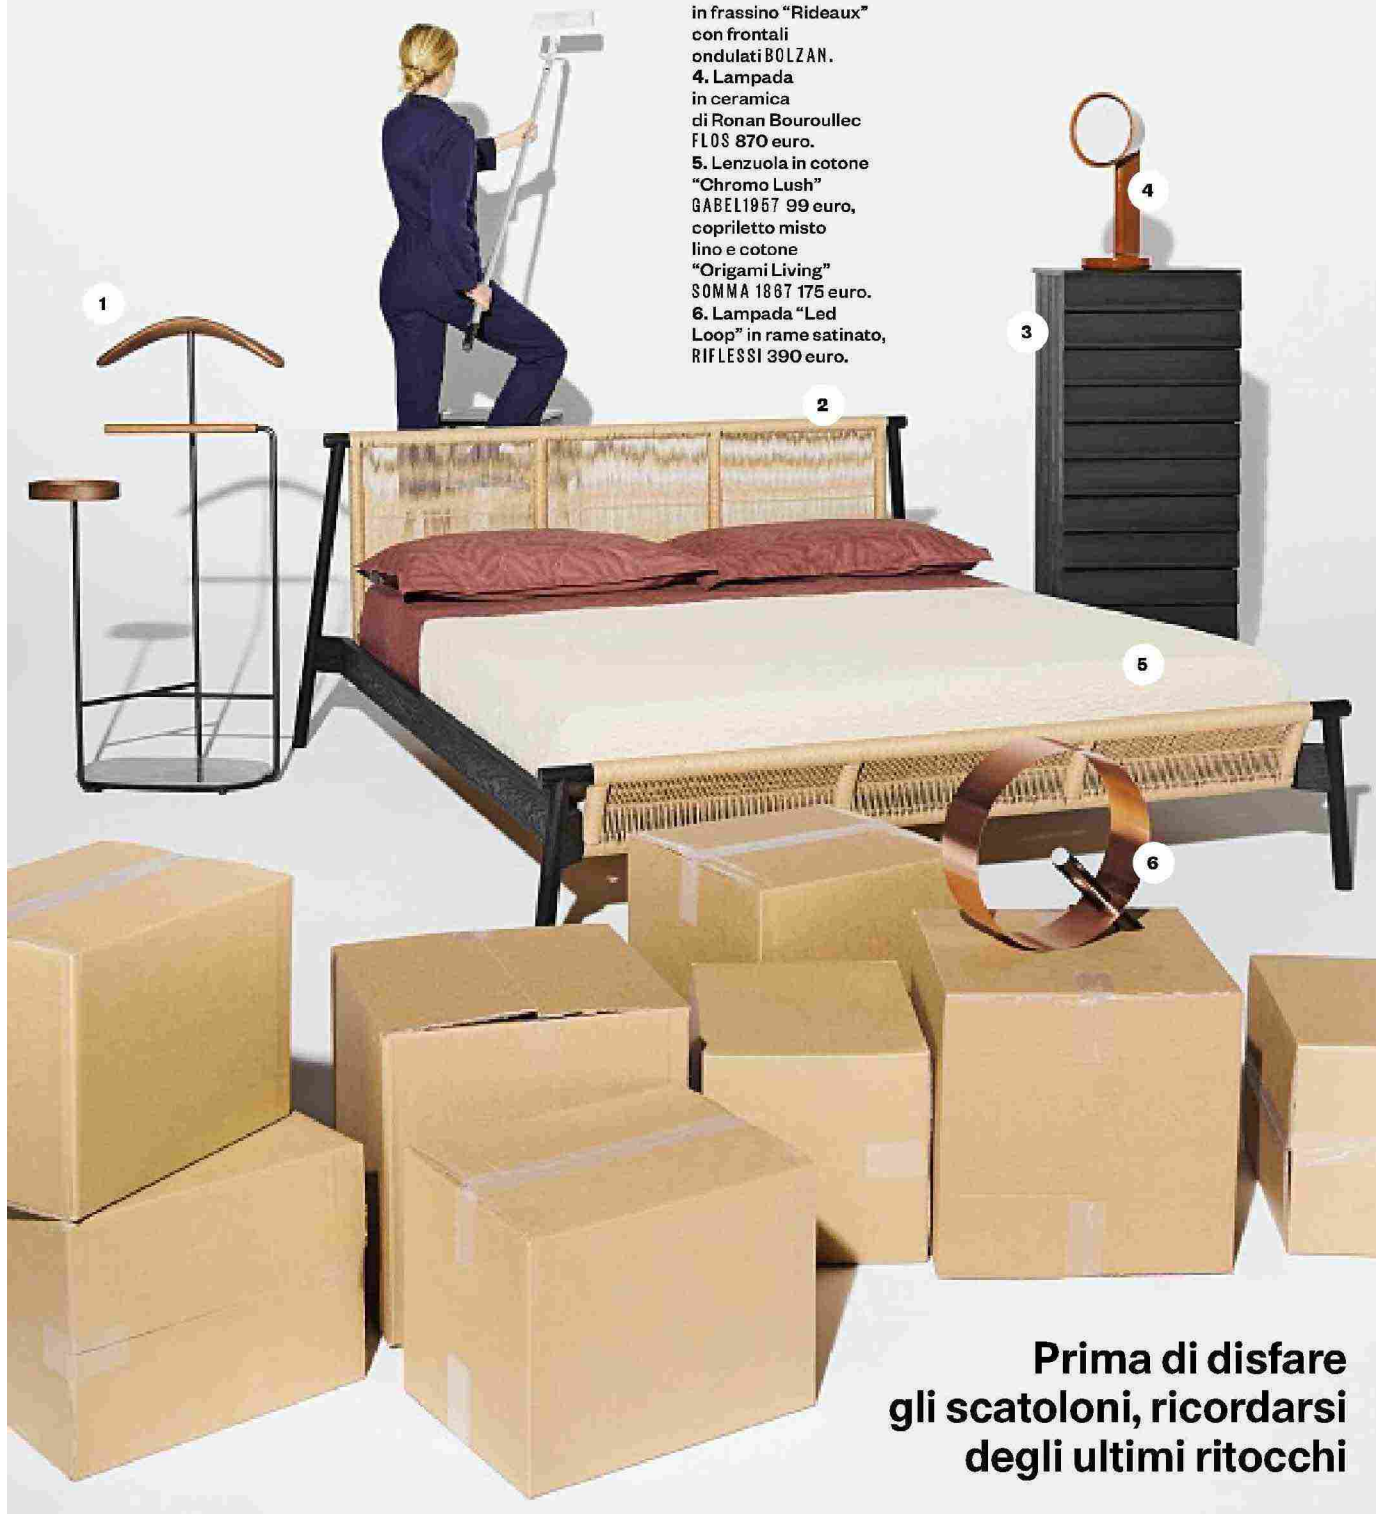 in frassino “Rideaux”
con frontali
ondulati BOLZAN.
4. Lampada
in ceramica
di Ronan Bouroullec
FLOS 870 euro.
5. Lenzuola in cotone
“Chromo Lush”
GABEL1957 99 euro,
copriletto misto
lino e cotone
“Origami Living”
SOMMA 1867 175 euro.
6. Lampada “Led
Loop” in rame satinato,
RIFLESSI 390 euro.
4
1
3
2
5
6
Prima di disfare
gli scatoloni, ricordarsi
degli ultimi ritocchi